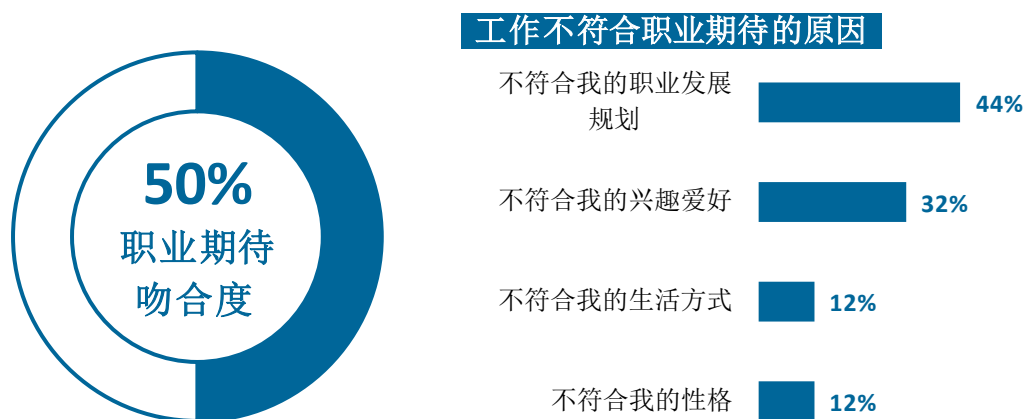 50%
职业期待
吻合度
工作不符合职业期待的原因
不符合我的职业发展
规划
44%
不符合我的兴趣爱好
32%
不符合我的生活方式
12%
不符合我的性格
12%